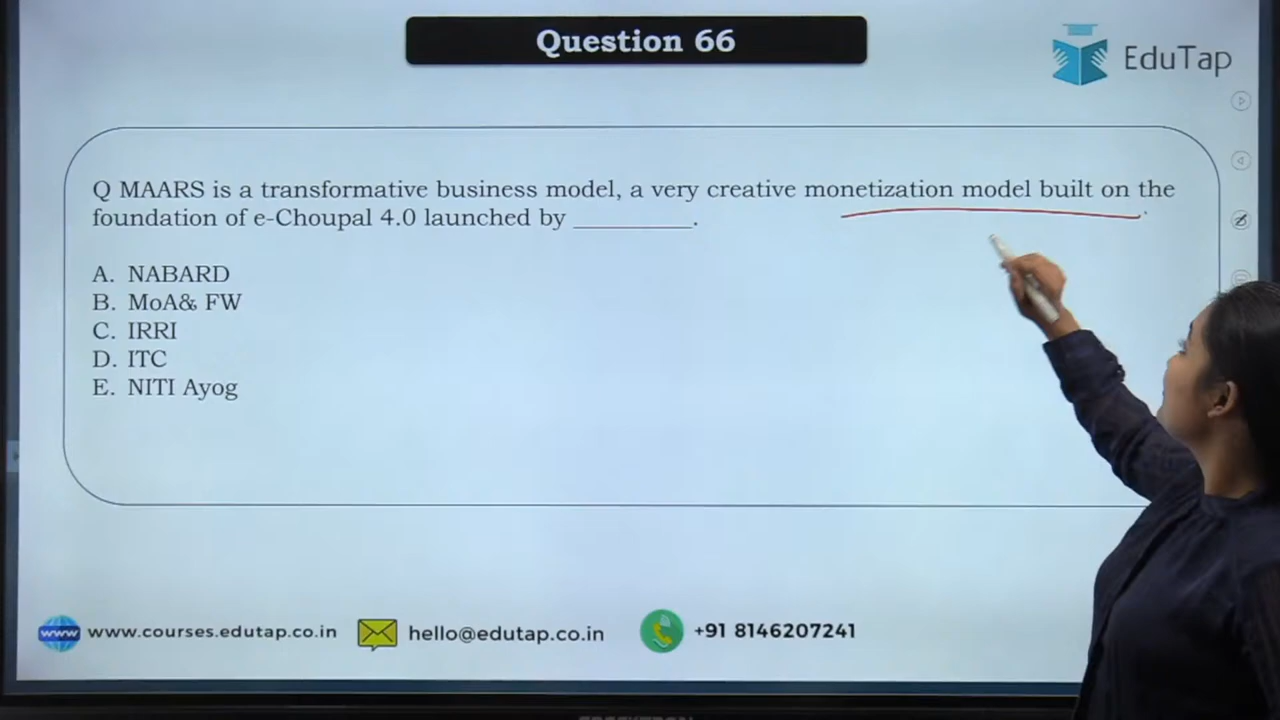 Question 66
EduTap
Q MAARS is a transformative business model, a very creative monetization model built on the
foundation of e-Choupal 4.0 launched by __________.
A. NABARD
B. MoA& FW
C. IRRI
D. ITC
E. NITI Ayog
www www.courses.edutap.co.in hello@edutap.co.in +91 8146207241